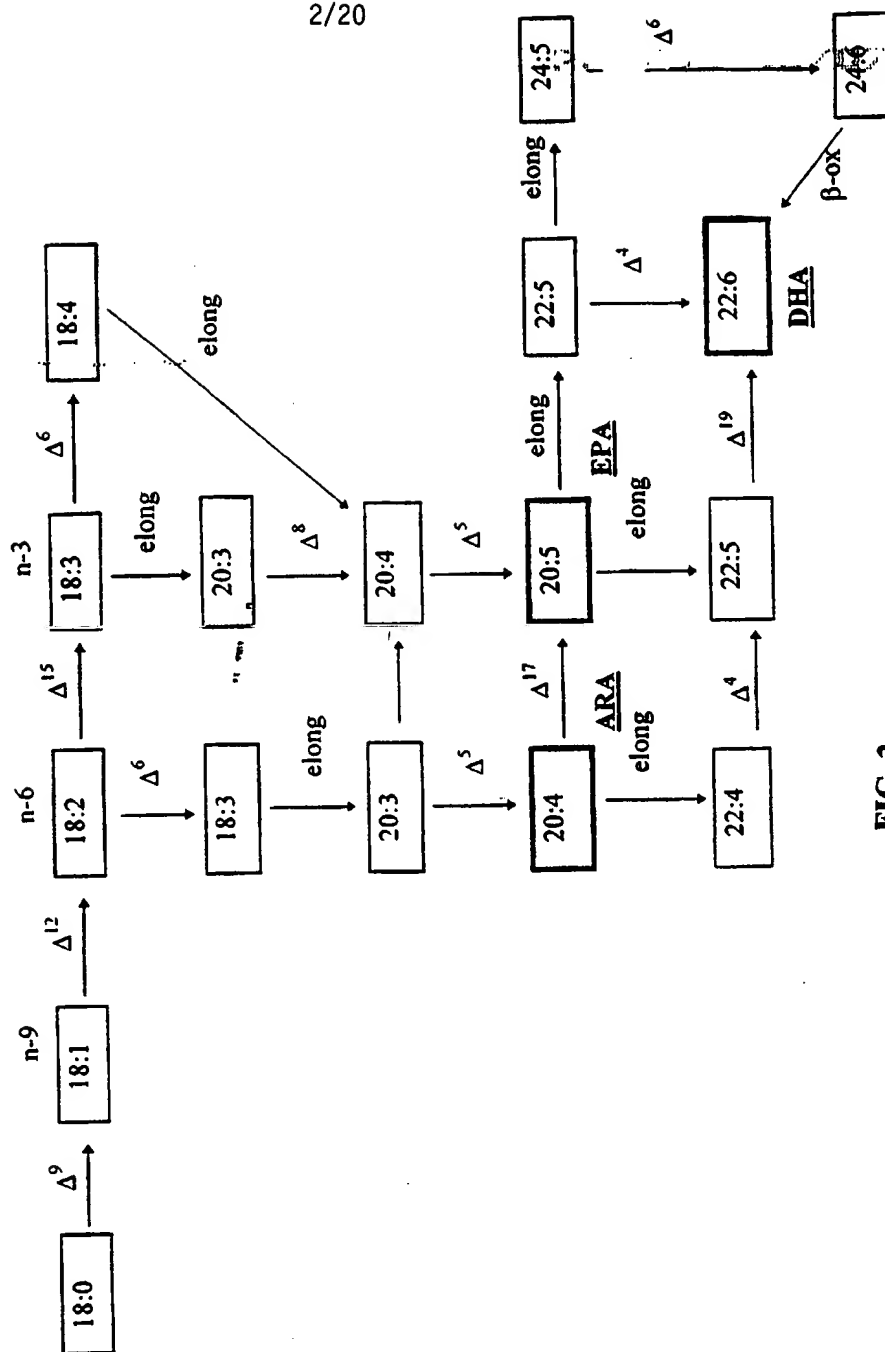 2/20
n-9 n-6 n-3
Δ⁹ Δ¹² Δ¹⁵ Δ⁶
18:0 18:1 18:2 18:3 18:4
Δ⁶ elong
18:3 20:3 elong
elong Δ⁸
20:3 20:4
Δ⁵ Δ⁵
Δ¹⁷ elong elong
20:4 20:5 22:5 24:5
ARA EPA
elong elong Δ⁴ Δ⁶
Δ⁴ Δ¹⁹
22:4 22:5 22:6
DHA
β-ox
24:6